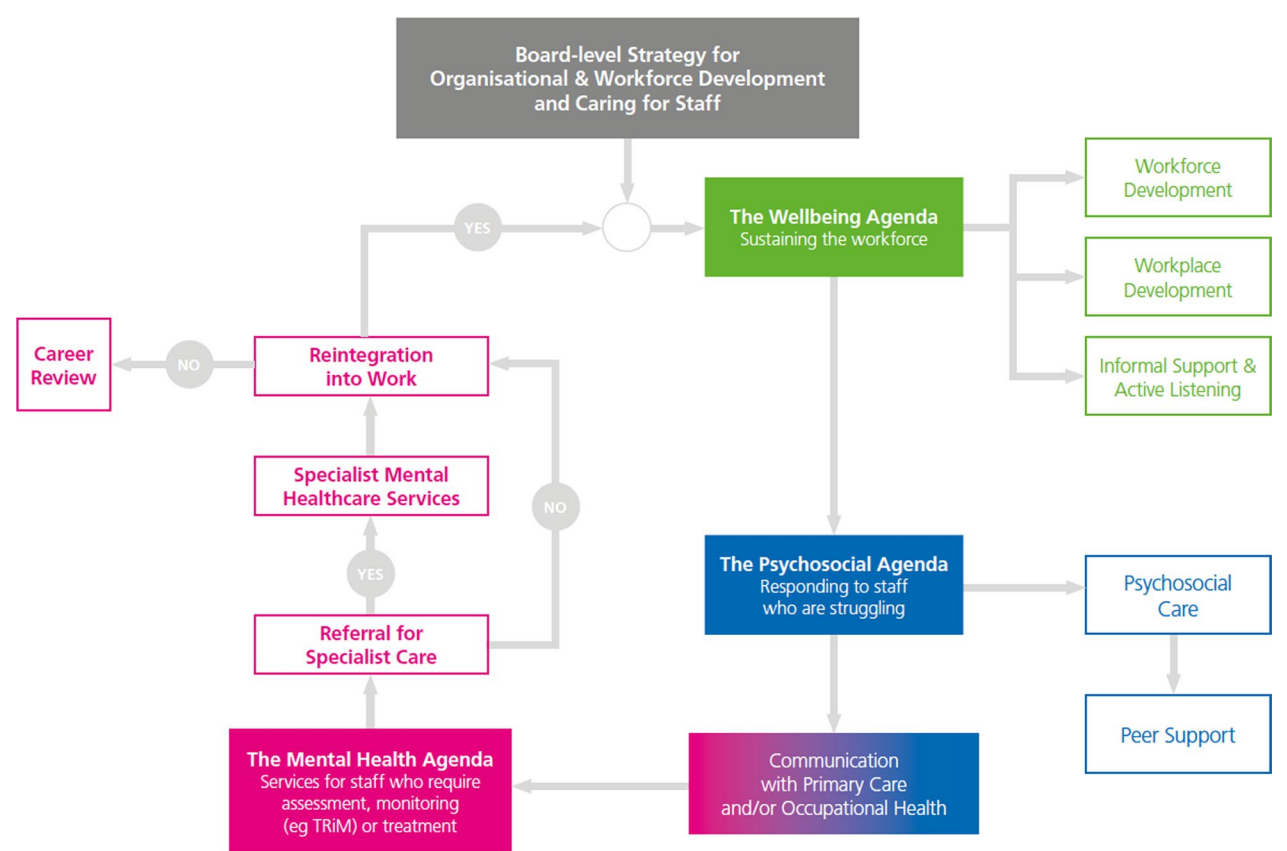 Board-level Strategy for
Organisational & Workforce Development
and Caring for Staff
YES
The Wellbeing Agenda
Sustaining the workforce
Workforce
Development
Workplace
Development
Informal Support &
Active Listening
Career
Review
NO
Reintegration
into Work
Specialist Mental
Healthcare Services
NO
YES
Referral for
Specialist Care
The Psychosocial Agenda
Responding to staff
who are struggling
Psychosocial
Care
Peer Support
The Mental Health Agenda
Services for staff who require
assessment, monitoring
(eg TRiM) or treatment
Communication
with Primary Care
and/or Occupational Health